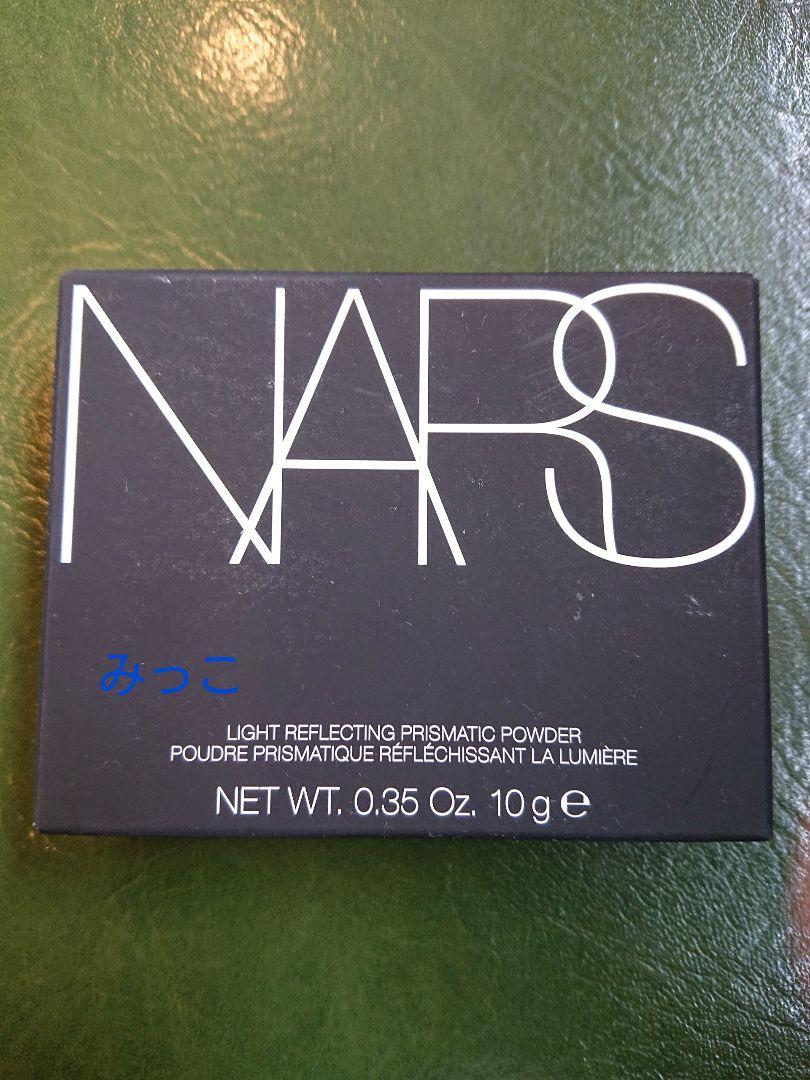 NARS
みっこ
LIGHT REFLECTING PRISMATIC POWDER
POUDRE PRISMATIQUE RÉFLÉCHISSANT LA LUMIÈRE
NET WT. 0.35 Oz. 10 g ℮